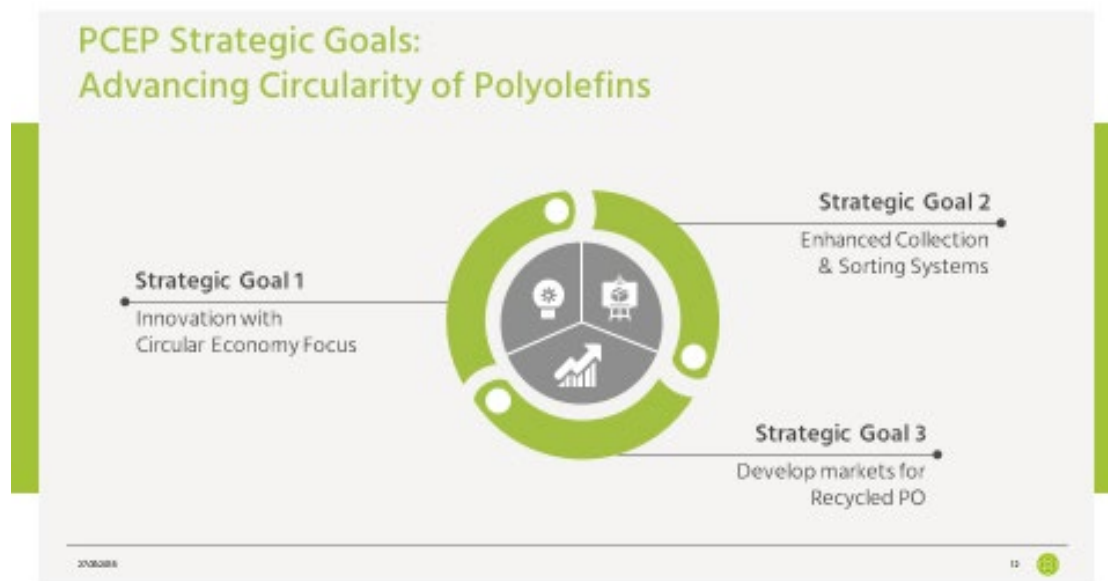 PCEP Strategic Goals:
Advancing Circularity of Polyolefins
Strategic Goal 1
Innovation with
Circular Economy Focus
Strategic Goal 2
Enhanced Collection
& Sorting Systems
Strategic Goal 3
Develop markets for
Recycled PO